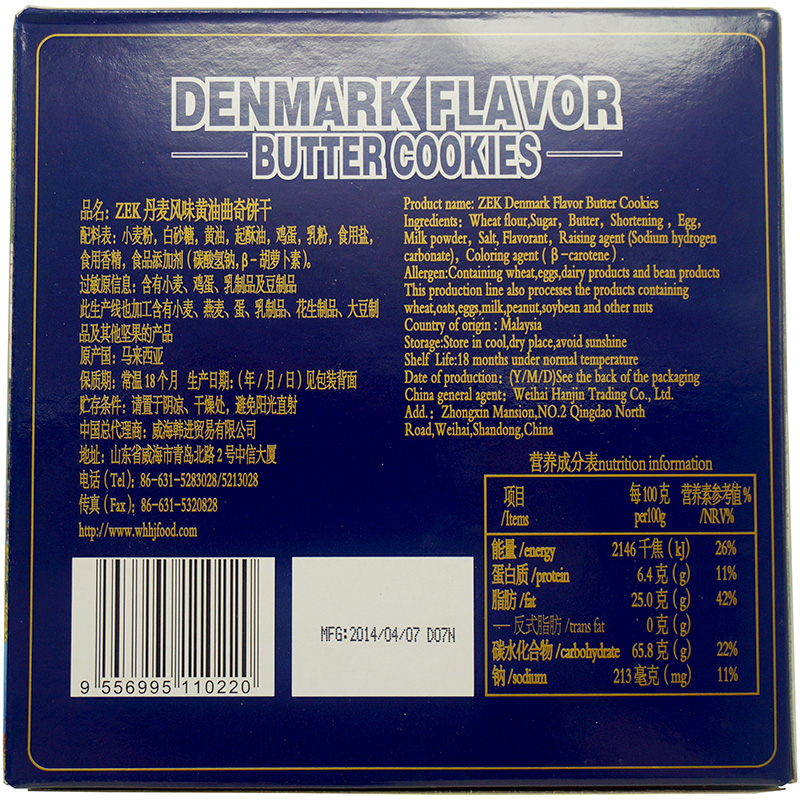 DENMARK FLAVOR
BUTTER COOKIES
品名：ZEK 丹麦风味黄油曲奇饼干
配料表：小麦粉，白砂糖，黄油，起酥油，鸡蛋，乳粉，食用盐，
食用香精，食品添加剂（碳酸氢钠，β－胡萝卜素）。
过敏原信息：含有小麦、鸡蛋、乳制品及豆制品
此生产线也加工含有小麦、燕麦、蛋、乳制品、花生制品、大豆制
品及其他坚果的产品
原产国：马来西亚
保质期：常温 18 个月 生产日期：（年 / 月 / 日）见包装背面
贮存条件：请置于阴凉、干燥处，避免阳光直射
中国总代理商：威海韩进贸易有限公司
地址：山东省威海市青岛北路 2 号中信大厦
电话（Tel）：86-631-5283028/5213028
传真（Fax）：86-631-5320828
http://www.whhjfood.com
Product name: ZEK Denmark Flavor Butter Cookies
Ingredients: Wheat flour,Sugar, Butter, Shortening , Egg,
Milk powder, Salt, Flavorant, Raising agent (Sodium hydrogen
carbonate), Coloring agent ( β-carotene ) .
Allergen:Containing wheat,eggs,dairy products and bean products
This production line also processes the products containing
wheat,oats,eggs,milk,peanut,soybean and other nuts
Country of origin : Malaysia
Storage:Store in cool,dry place,avoid sunshine
Shelf Life:18 months under normal temperature
Date of production: (Y/M/D)See the back of the packaging
China general agent: Weihai Hanjin Trading Co., Ltd.
Add.: Zhongxin Mansion,NO.2 Qingdao North
Road,Weihai,Shandong,China
营养成分表nutrition information
项目 每 100 克 营养素参考值 %
/Items per100g /NRV%
能量 /energy 2146 千焦（kJ） 26%
蛋白质 /protein 6.4 克（g） 11%
脂肪 /fat 25.0 克（g） 42%
— 反式脂肪 /trans fat 0 克（g）
碳水化合物 /carbohydrate 65.8 克（g） 22%
钠 /sodium 213 毫克（mg） 11%
9 556995 110220
MFG:2014/04/07 D07N